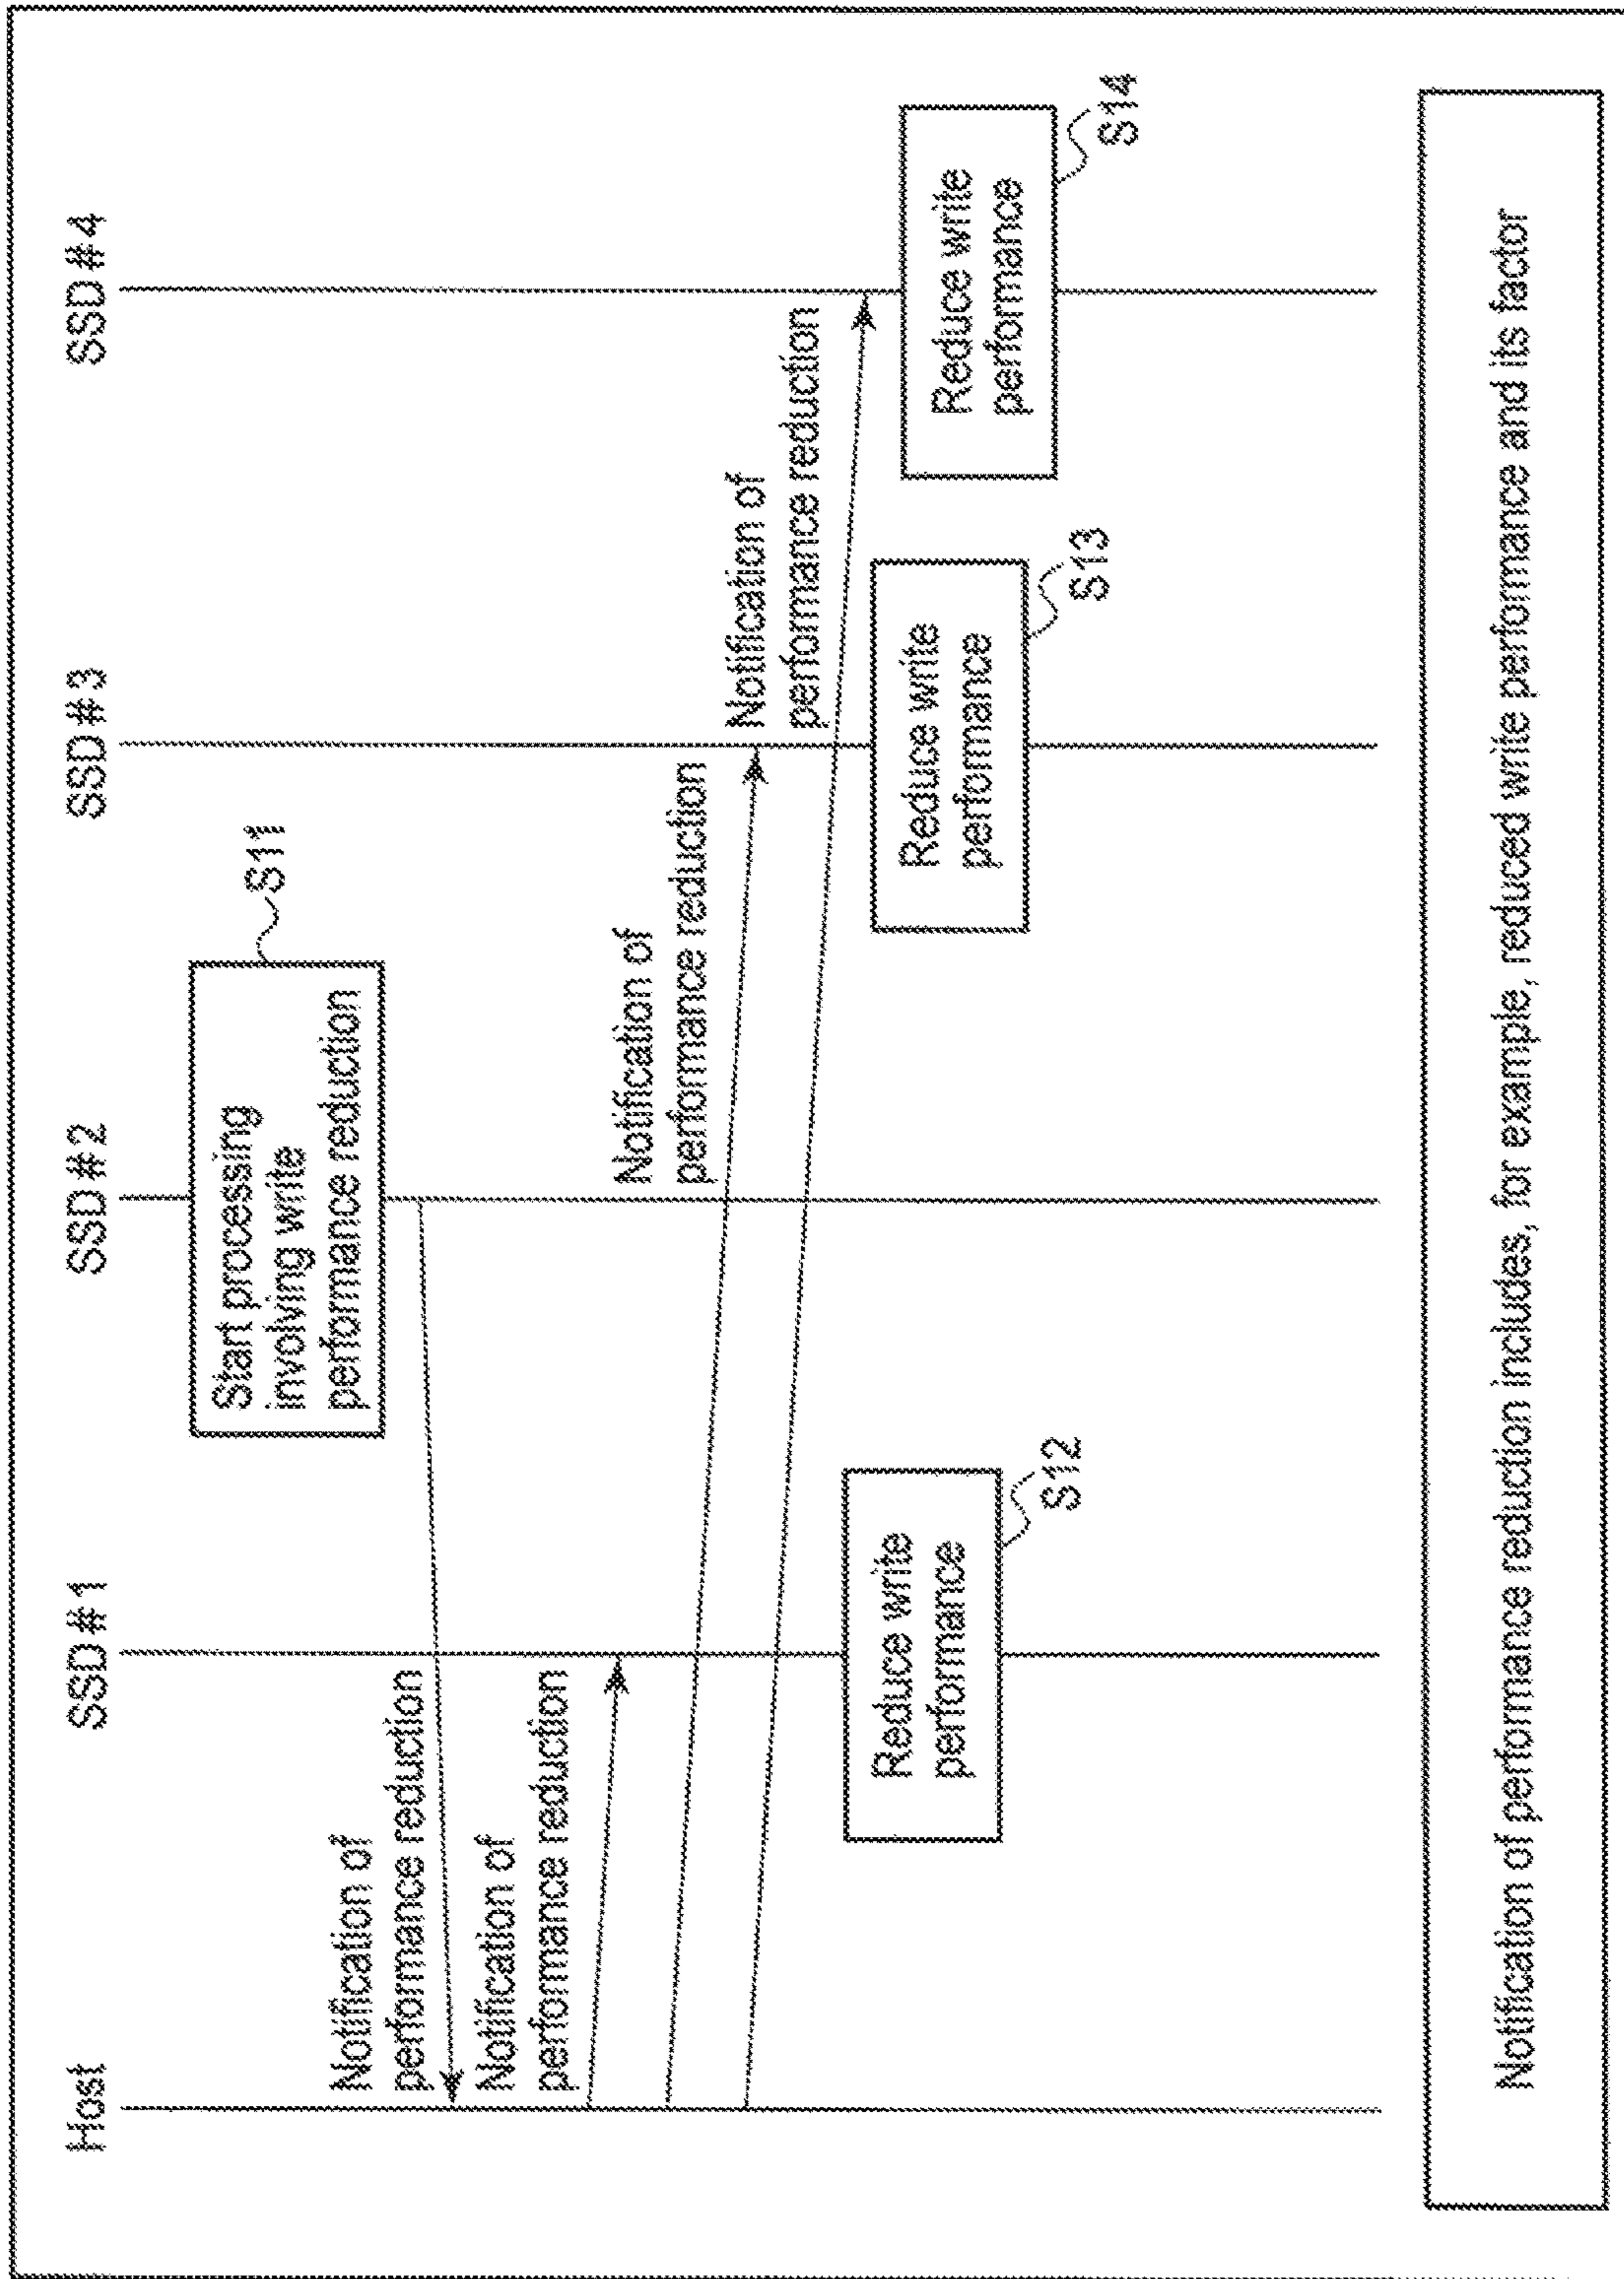 Host
SSD#1
SSD#2
SSD#3
SSD#4
Start processing
involving write
performance reduction
S11
Notification of
performance reduction
Notification of
performance reduction
Notification of
performance reduction
Notification of
performance reduction
Reduce write
performance
S12
Reduce write
performance
S13
Reduce write
performance
S14
Notification of performance reduction includes, for example, reduced write performance and its factor